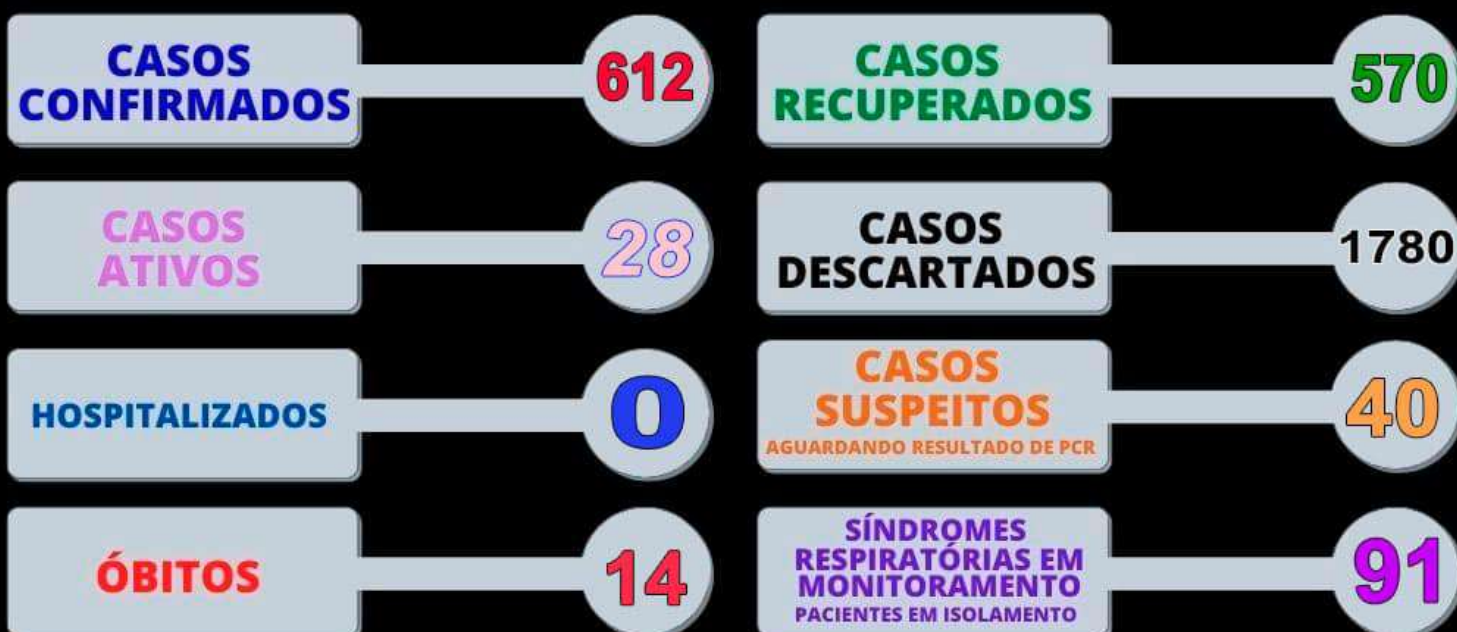 CASOS
CONFIRMADOS
612
CASOS
RECUPERADOS
570
CASOS
ATIVOS
28
CASOS
DESCARTADOS
1780
HOSPITALIZADOS
0
CASOS
SUSPEITOS
AGUARDANDO RESULTADO DE PCR
40
ÓBITOS
14
SÍNDROMES
RESPIRATÓRIAS EM
MONITORAMENTO
PACIENTES EM ISOLAMENTO
91